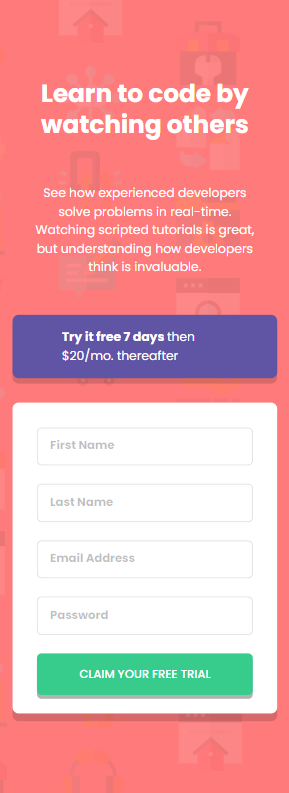 Learn to code by
watching others
See how experienced developers
solve problems in real-time.
Watching scripted tutorials is great,
but understanding how developers
think is invaluable.
Try it free 7 days then
$20/mo. thereafter
First Name
Last Name
Email Address
Password
CLAIM YOUR FREE TRIAL